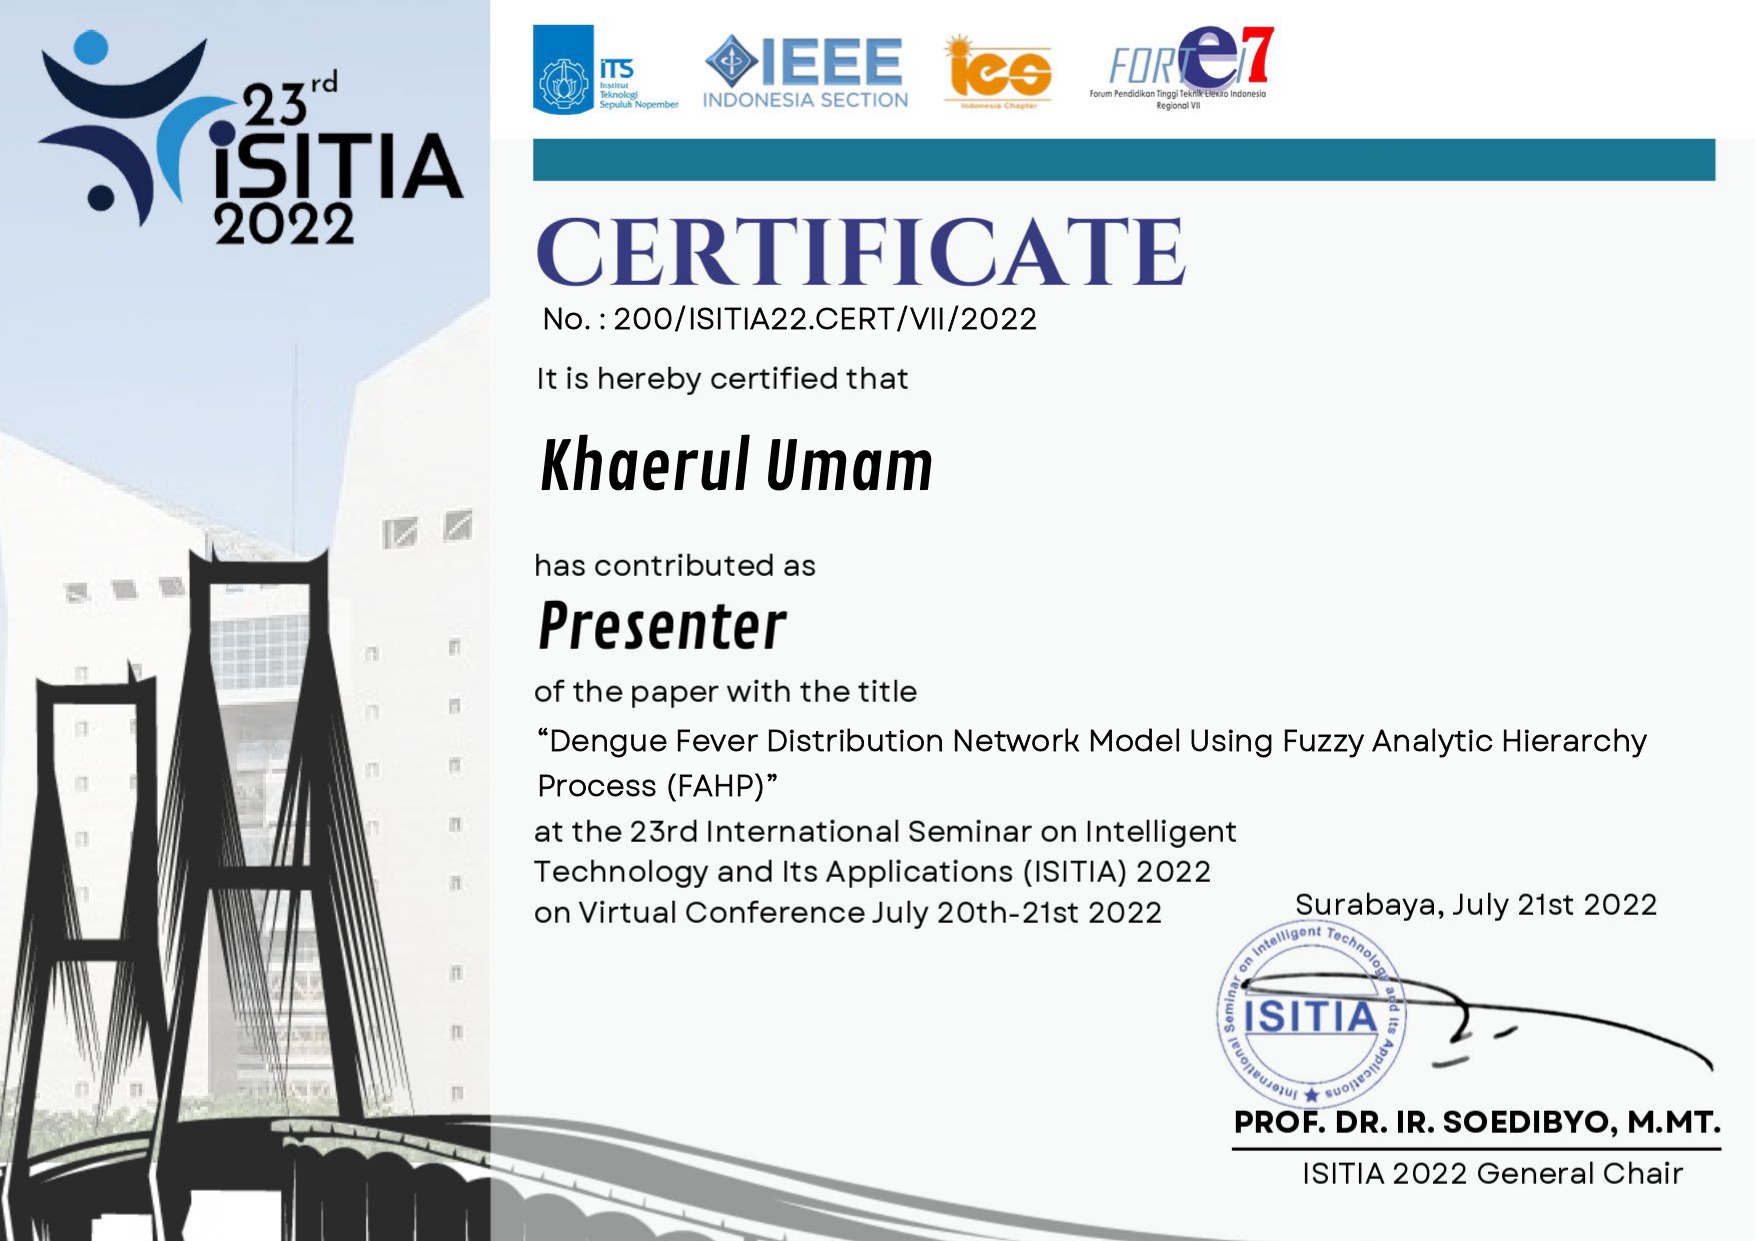 23rd
iSITIA
2022
iTS
Institut
Teknologi
Sepuluh Nopember
IEEE
INDONESIA SECTION
ies
Indonesia Chapter
FORTEi7
Forum Pendidikan Tinggi Teknik Elektro Indonesia
Regional VII
CERTIFICATE
No. : 200/ISITIA22.CERT/VII/2022
It is hereby certified that
Khaerul Umam
has contributed as
Presenter
of the paper with the title
“Dengue Fever Distribution Network Model Using Fuzzy Analytic Hierarchy
Process (FAHP)”
at the 23rd International Seminar on Intelligent
Technology and Its Applications (ISITIA) 2022
on Virtual Conference July 20th-21st 2022
Surabaya, July 21st 2022
International Seminar on Intelligent Technology and Its Applications
ISITIA
PROF. DR. IR. SOEDIBYO, M.MT.
ISITIA 2022 General Chair